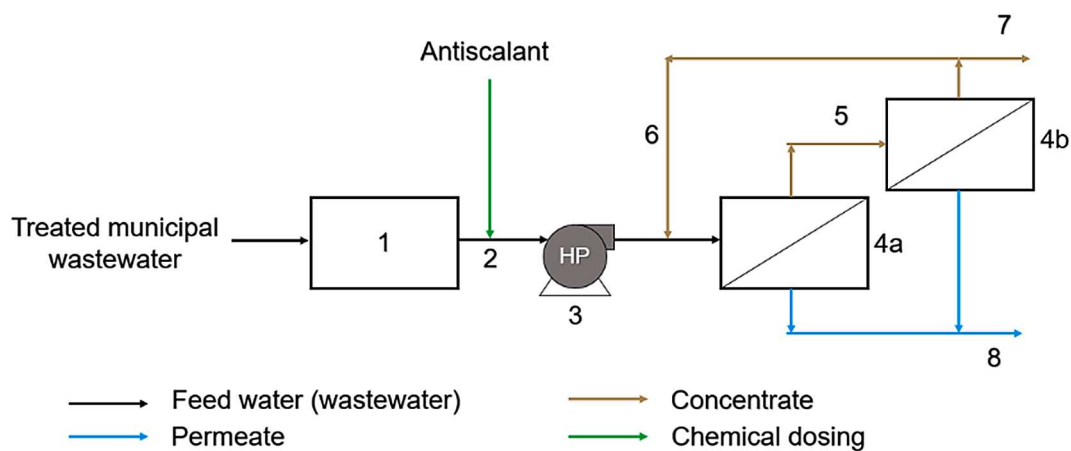 7
Antiscalant
5
6
4b
Treated municipal
wastewater
1
4a
2
HP
3
8
Feed water (wastewater)
Concentrate
Permeate
Chemical dosing